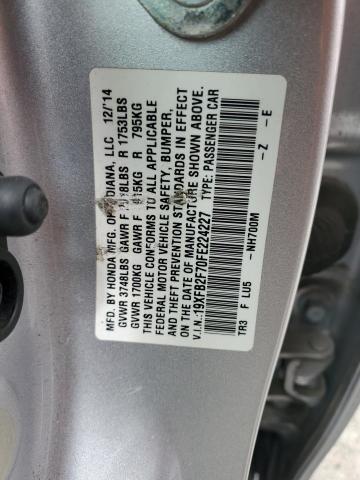 MFD. BY HONDA MFG. OF INDIANA, LLC 12/'14
GVWR 3748LBS GAWR F LBS R 1753LBS
GVWR 1700KG GAWR F KG R 795KG
THIS VEHICLE CONFORMS TO ALL APPLICABLE
FEDERAL MOTOR VEHICLE SAFETY, BUMPER,
AND THEFT PREVENTION STANDARDS IN EFFECT
ON THE DATE OF MANUFACTURE SHOWN ABOVE.
V.I.N.:19XFB2F70FE224227 TYPE: PASSENGER CAR
TR3 F LU5 - NH700M - Z - E